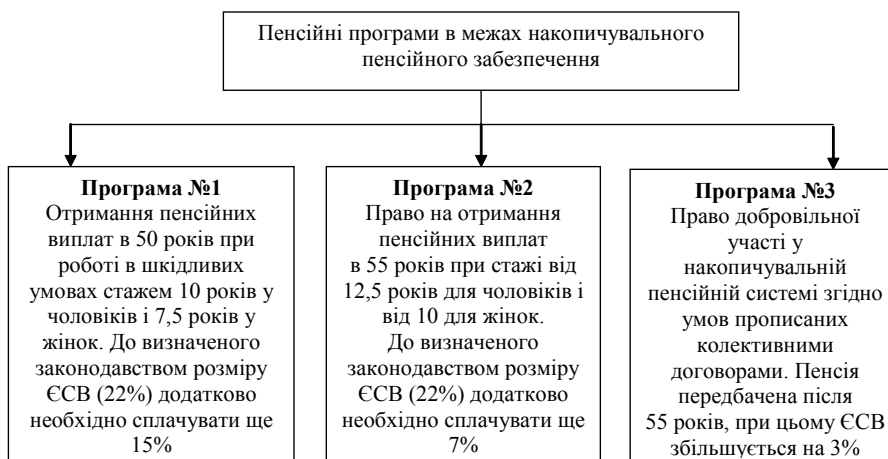 Пенсійні програми в межах накопичувального
пенсійного забезпечення
Програма №1
Отримання пенсійних
виплат в 50 років при
роботі в шкідливих
умовах стажем 10 років у
чоловіків і 7,5 років у
жінок. До визначеного
законодавством розміру
ЄСВ (22%) додатково
необхідно сплачувати ще
15%
Програма №2
Право на отримання
пенсійних виплат
в 55 років при стажі від
12,5 років для чоловіків і
від 10 для жінок.
До визначеного
законодавством розміру
ЄСВ (22%) додатково
необхідно сплачувати ще
7%
Програма №3
Право добровільної
участі у
накопичувальній
пенсійній системі згідно
умов прописаних
колективними
договорами. Пенсія
передбачена після
55 років, при цьому ЄСВ
збільшується на 3%